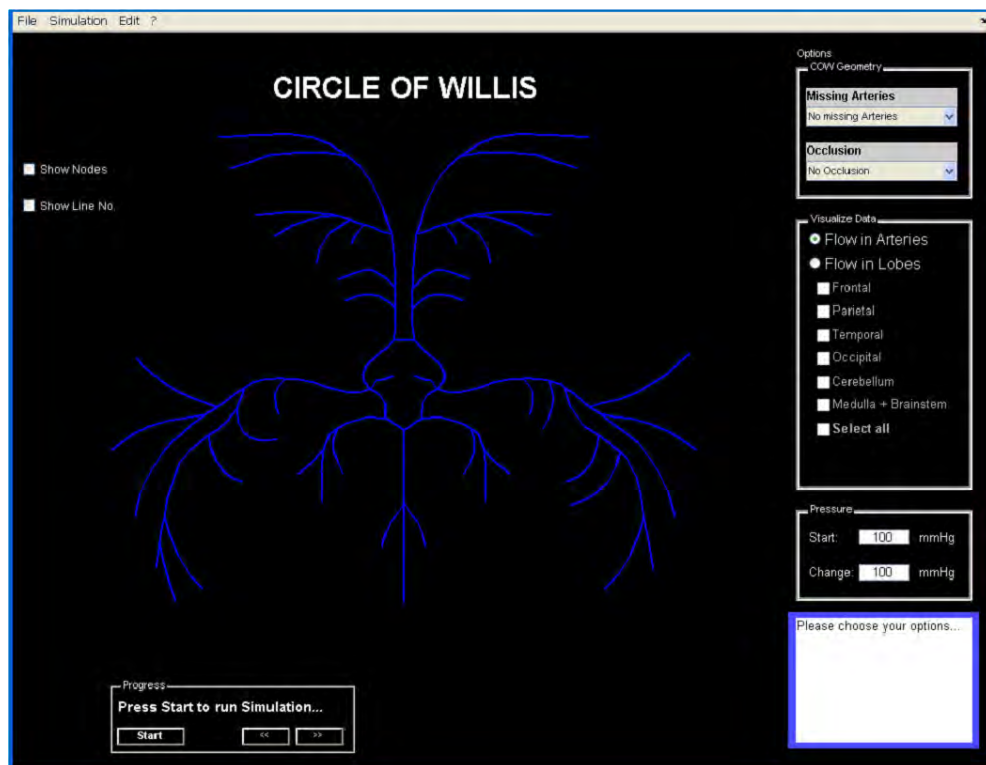 File Simulation Edit ?
CIRCLE OF WILLIS
Show Nodes
Show Line No.
Options
COW Geometry
Missing Arteries
No missing Arteries
Occlusion
No Occlusion
Visualize Data
Flow in Arteries
Flow in Lobes
Frontal
Parietal
Temporal
Occipital
Cerebellum
Medulla + Brainstem
Select all
Pressure
Start: 100 mmHg
Change: 100 mmHg
Please choose your options...
Progress
Press Start to run Simulation...
Start << >>